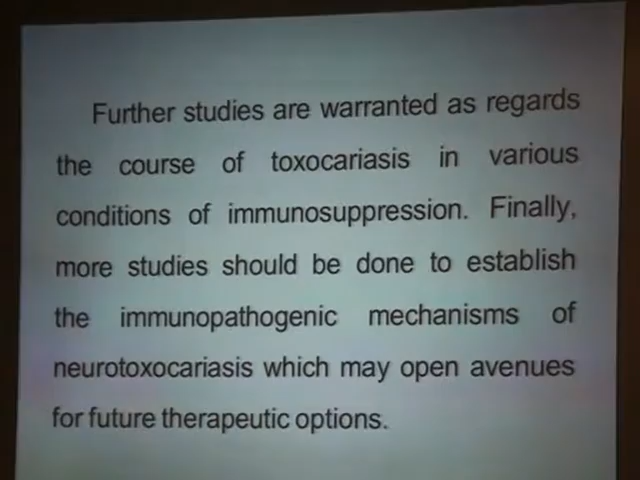 Further studies are warranted as regards
the course of toxocariasis in various
conditions of immunosuppression. Finally,
more studies should be done to establish
the immunopathogenic mechanisms of
neurotoxocariasis which may open avenues
for future therapeutic options.